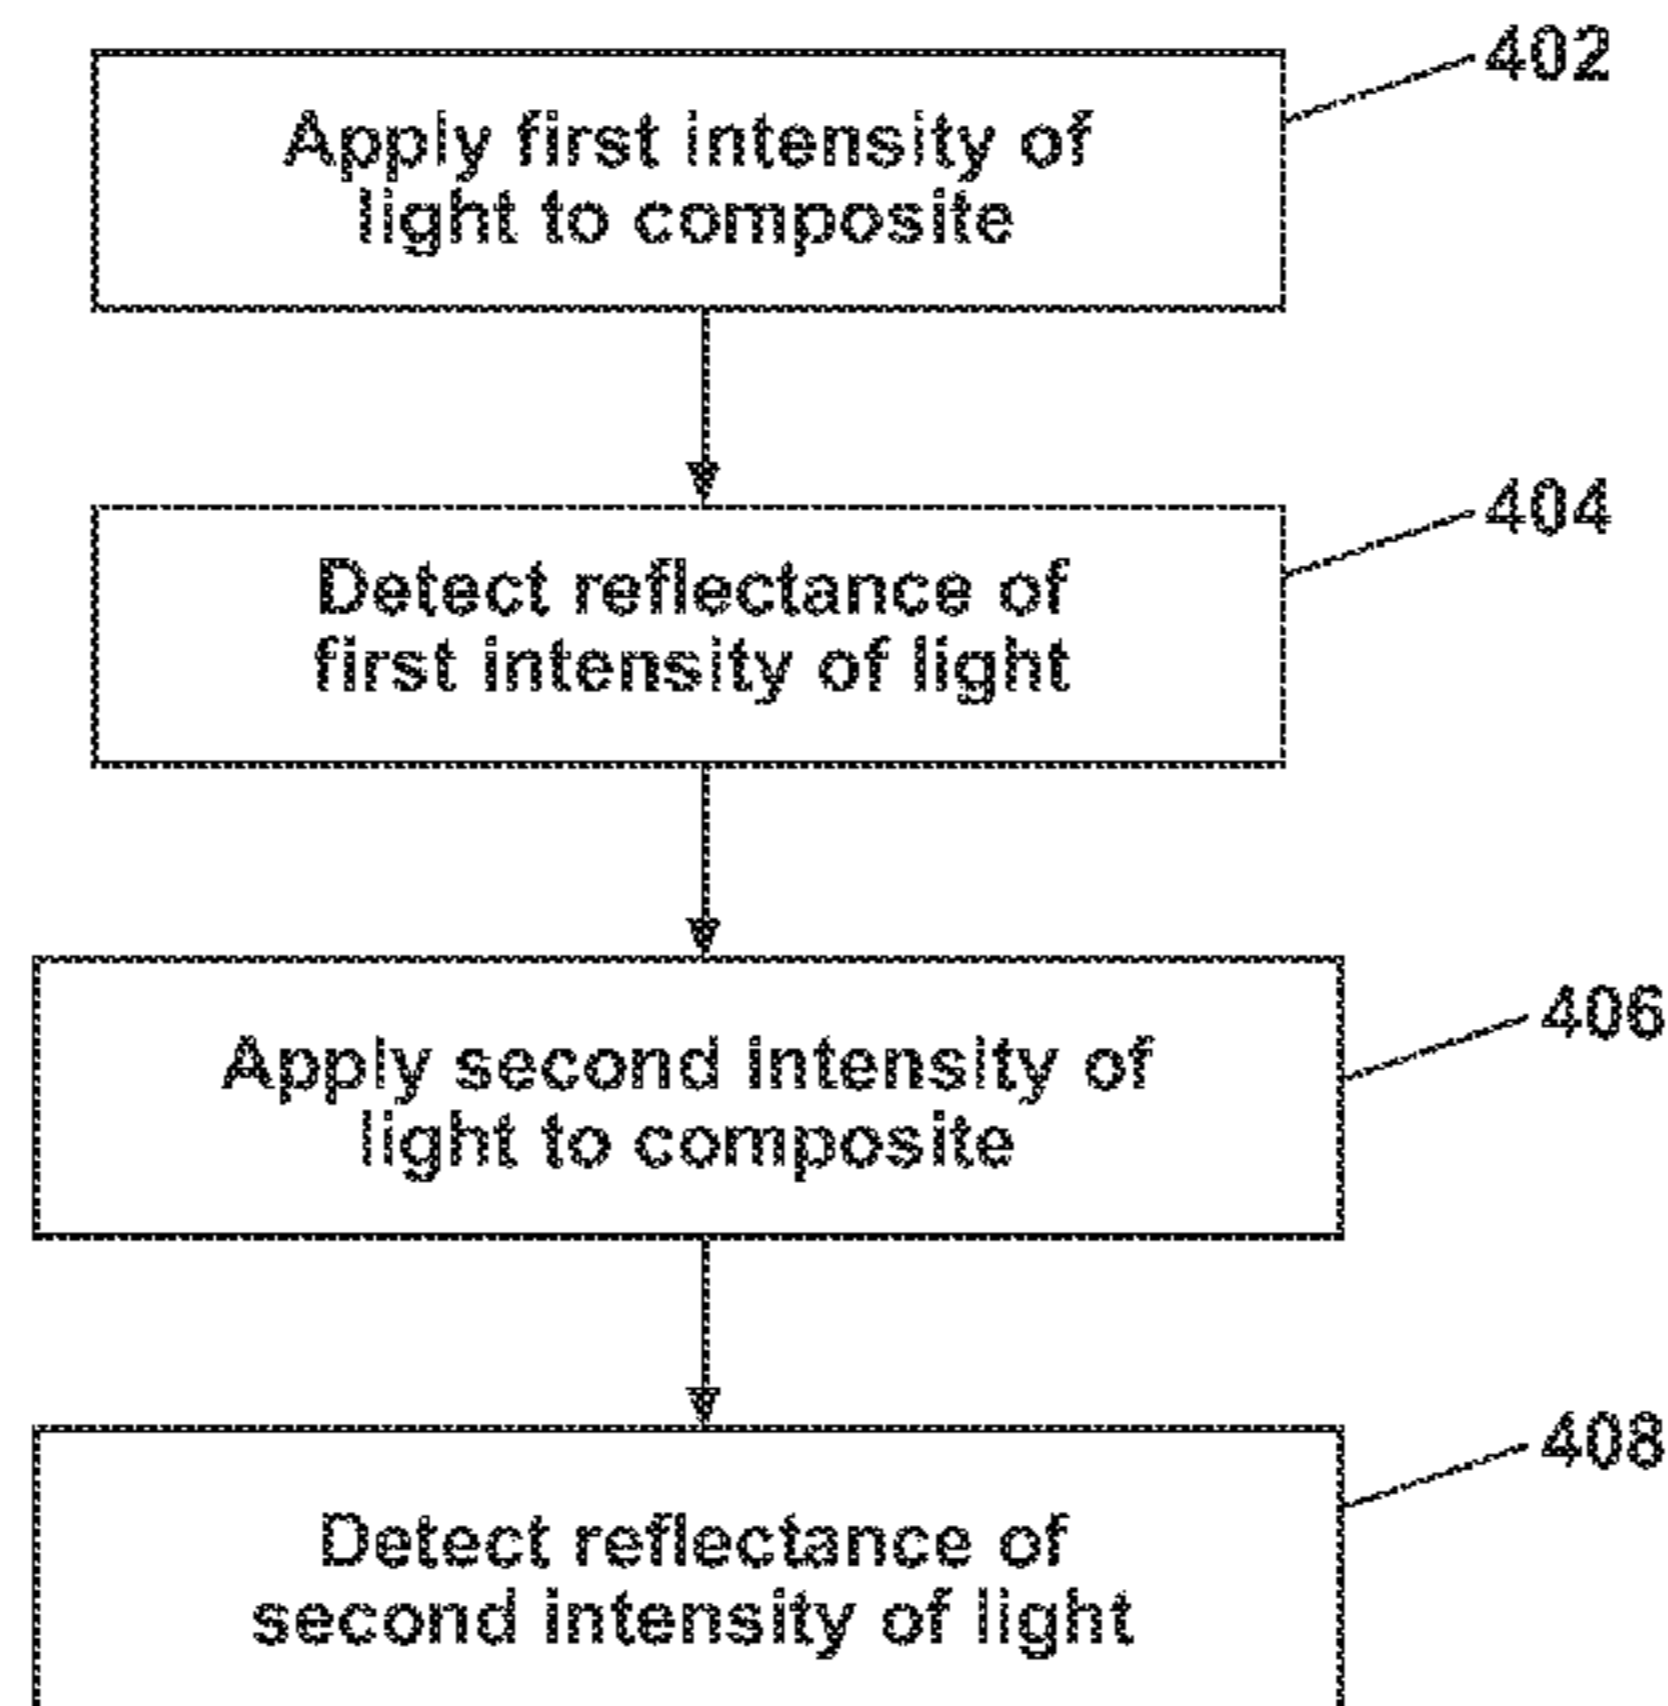 402
Apply first intensity of
light to composite
404
Detect reflectance of
first intensity of light
406
Apply second intensity of
light to composite
408
Detect reflectance of
second intensity of light